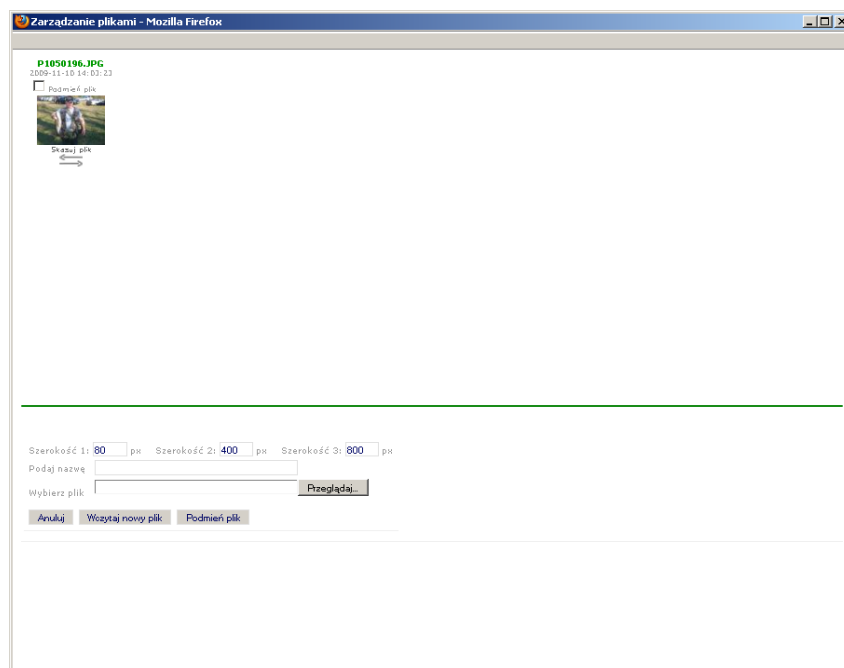 Zarządzanie plikami - Mozilla Firefox
P1050196.JPG
2009-11-10 14:03:23
Podmień plik
Skasuj plik
Szerokość 1: 80 px Szerokość 2: 400 px Szerokość 3: 800 px
Podaj nazwę
Wybierz plik Przeglądaj...
Anuluj Wczytaj nowy plik Podmień plik